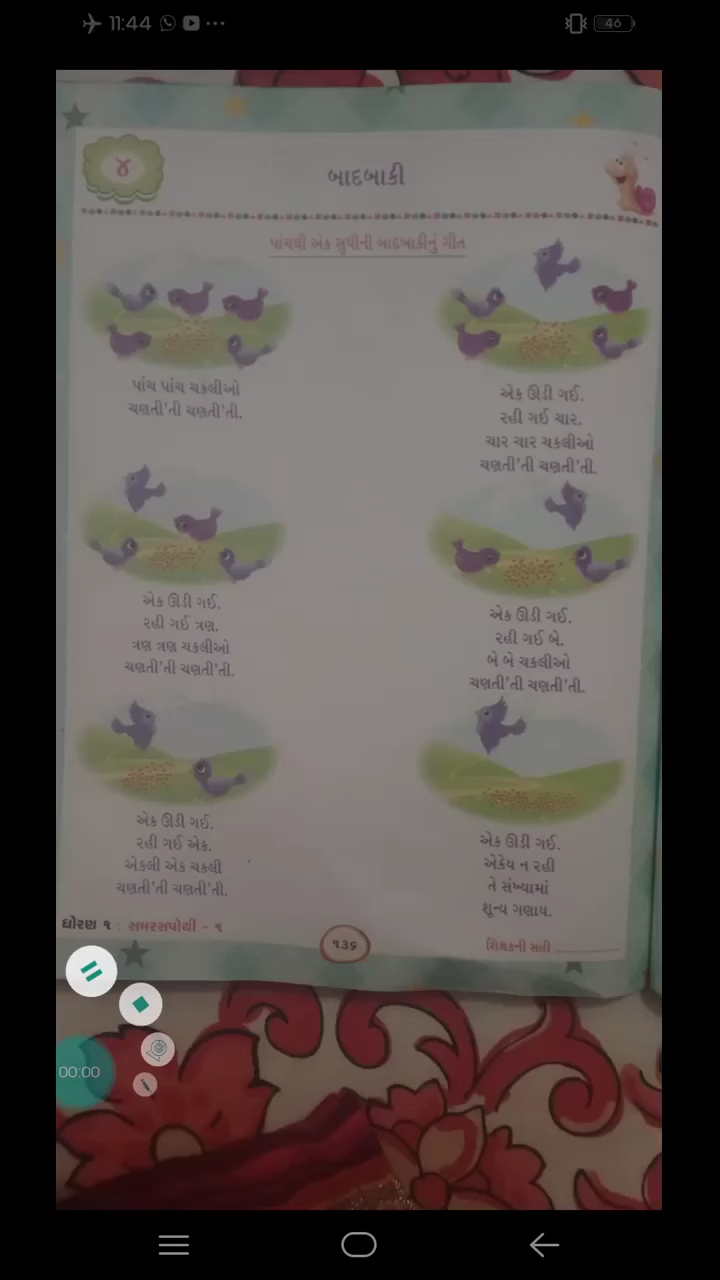 11:44
46
૪
બાદબાકી
પાંચથી એક સુધીની બાદબાકીનું ગીત
પાંચ પાંચ ચકલીઓ
ચણતી'તી ચણતી'તી.
એક ઊડી ગઈ.
રહી ગઈ ચાર.
ચાર ચાર ચકલીઓ
ચણતી'તી ચણતી'તી.
એક ઊડી ગઈ.
રહી ગઈ ત્રણ.
ત્રણ ત્રણ ચકલીઓ
ચણતી'તી ચણતી'તી.
એક ઊડી ગઈ.
રહી ગઈ બે.
બે બે ચકલીઓ
ચણતી'તી ચણતી'તી.
એક ઊડી ગઈ.
રહી ગઈ એક.
એકલી એક ચકલી
ચણતી'તી ચણતી'તી.
એક ઊડી ગઈ.
એકેય ન રહી
તે સંખ્યામાં
શૂન્ય ગણાય.
ધોરણ ૧ : સમરસપોથી - ૧
૧૩૬
શિક્ષકની સહી ....................
00:00